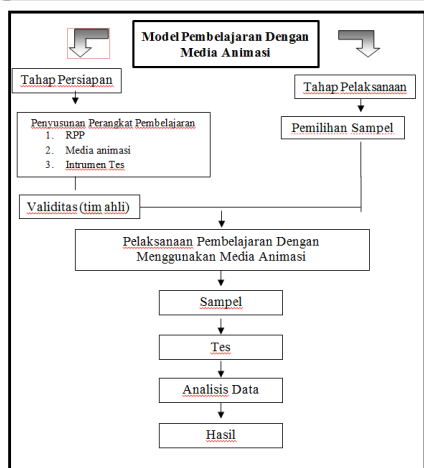 Model Pembelajaran Dengan
Media Animasi
Tahap Persiapan
Tahap Pelaksanaan
Penyusunan Perangkat Pembelajaran
1. RPP
2. Media animasi
3. Intrumen Tes
Pemilihan Sampel
Validitas (tim ahli)
Pelaksanaan Pembelajaran Dengan
Menggunakan Media Animasi
Sampel
Tes
Analisis Data
Hasil